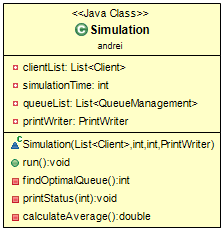 <<Java Class>>
Simulation
andrei
clientList: List<Client>
simulationTime: int
queueList: List<QueueManagement>
printWriter: PrintWriter
Simulation(List<Client>,int,int,PrintWriter)
run():void
findOptimalQueue():int
printStatus(int):void
calculateAverage():double